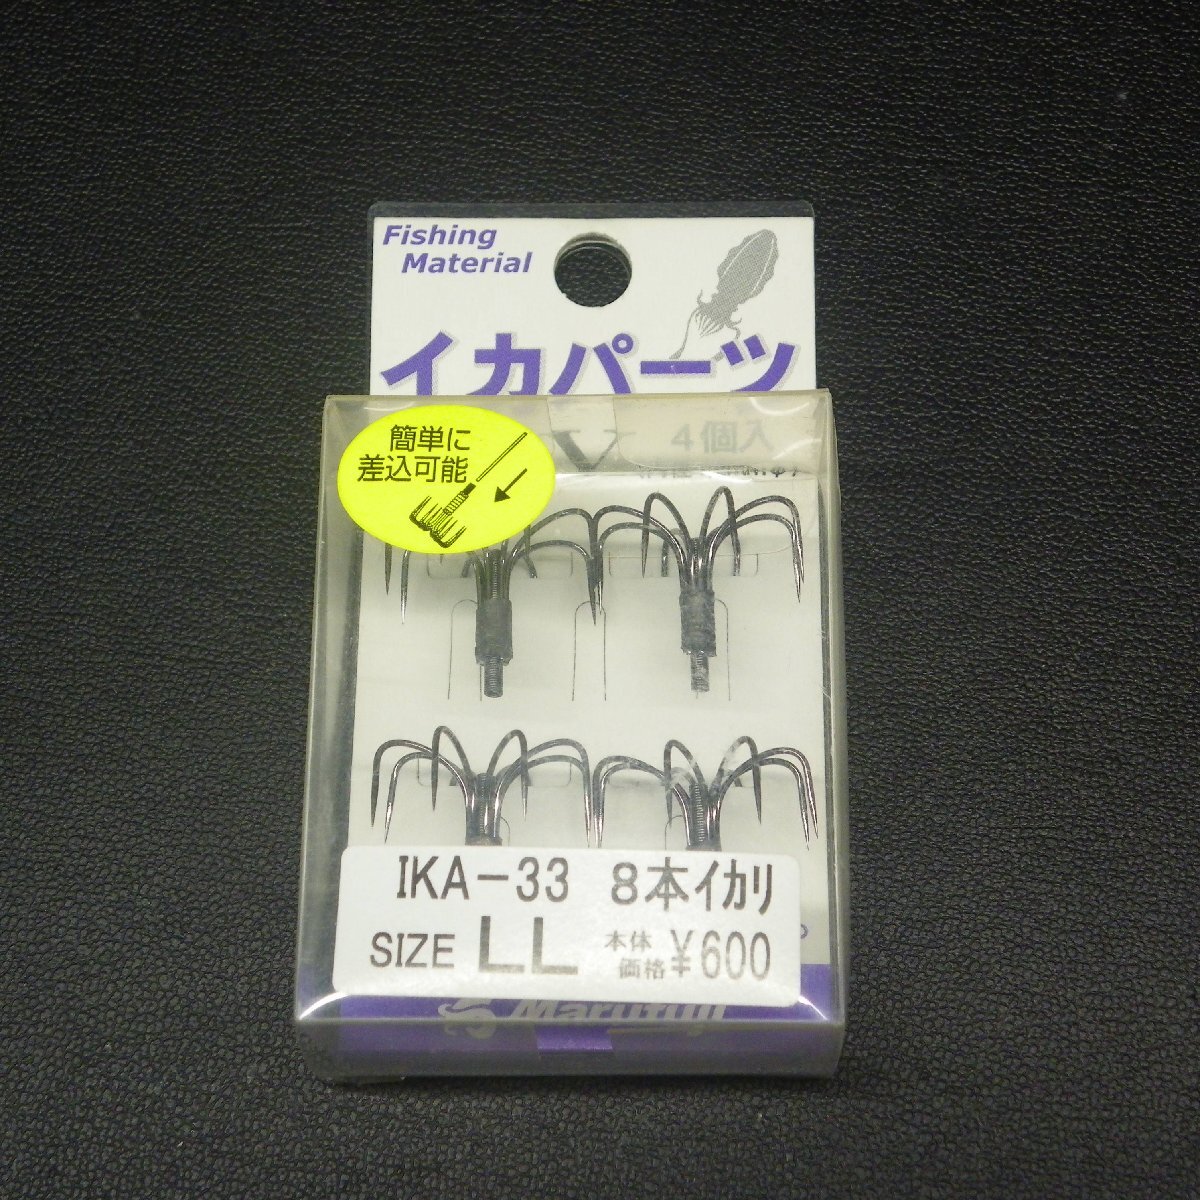 Fishing
Material
イカパーツ
4個入
簡単に
差込可能
IKA-33 8本イカリ
SIZE LL 本体価格 ¥600
Marufuji